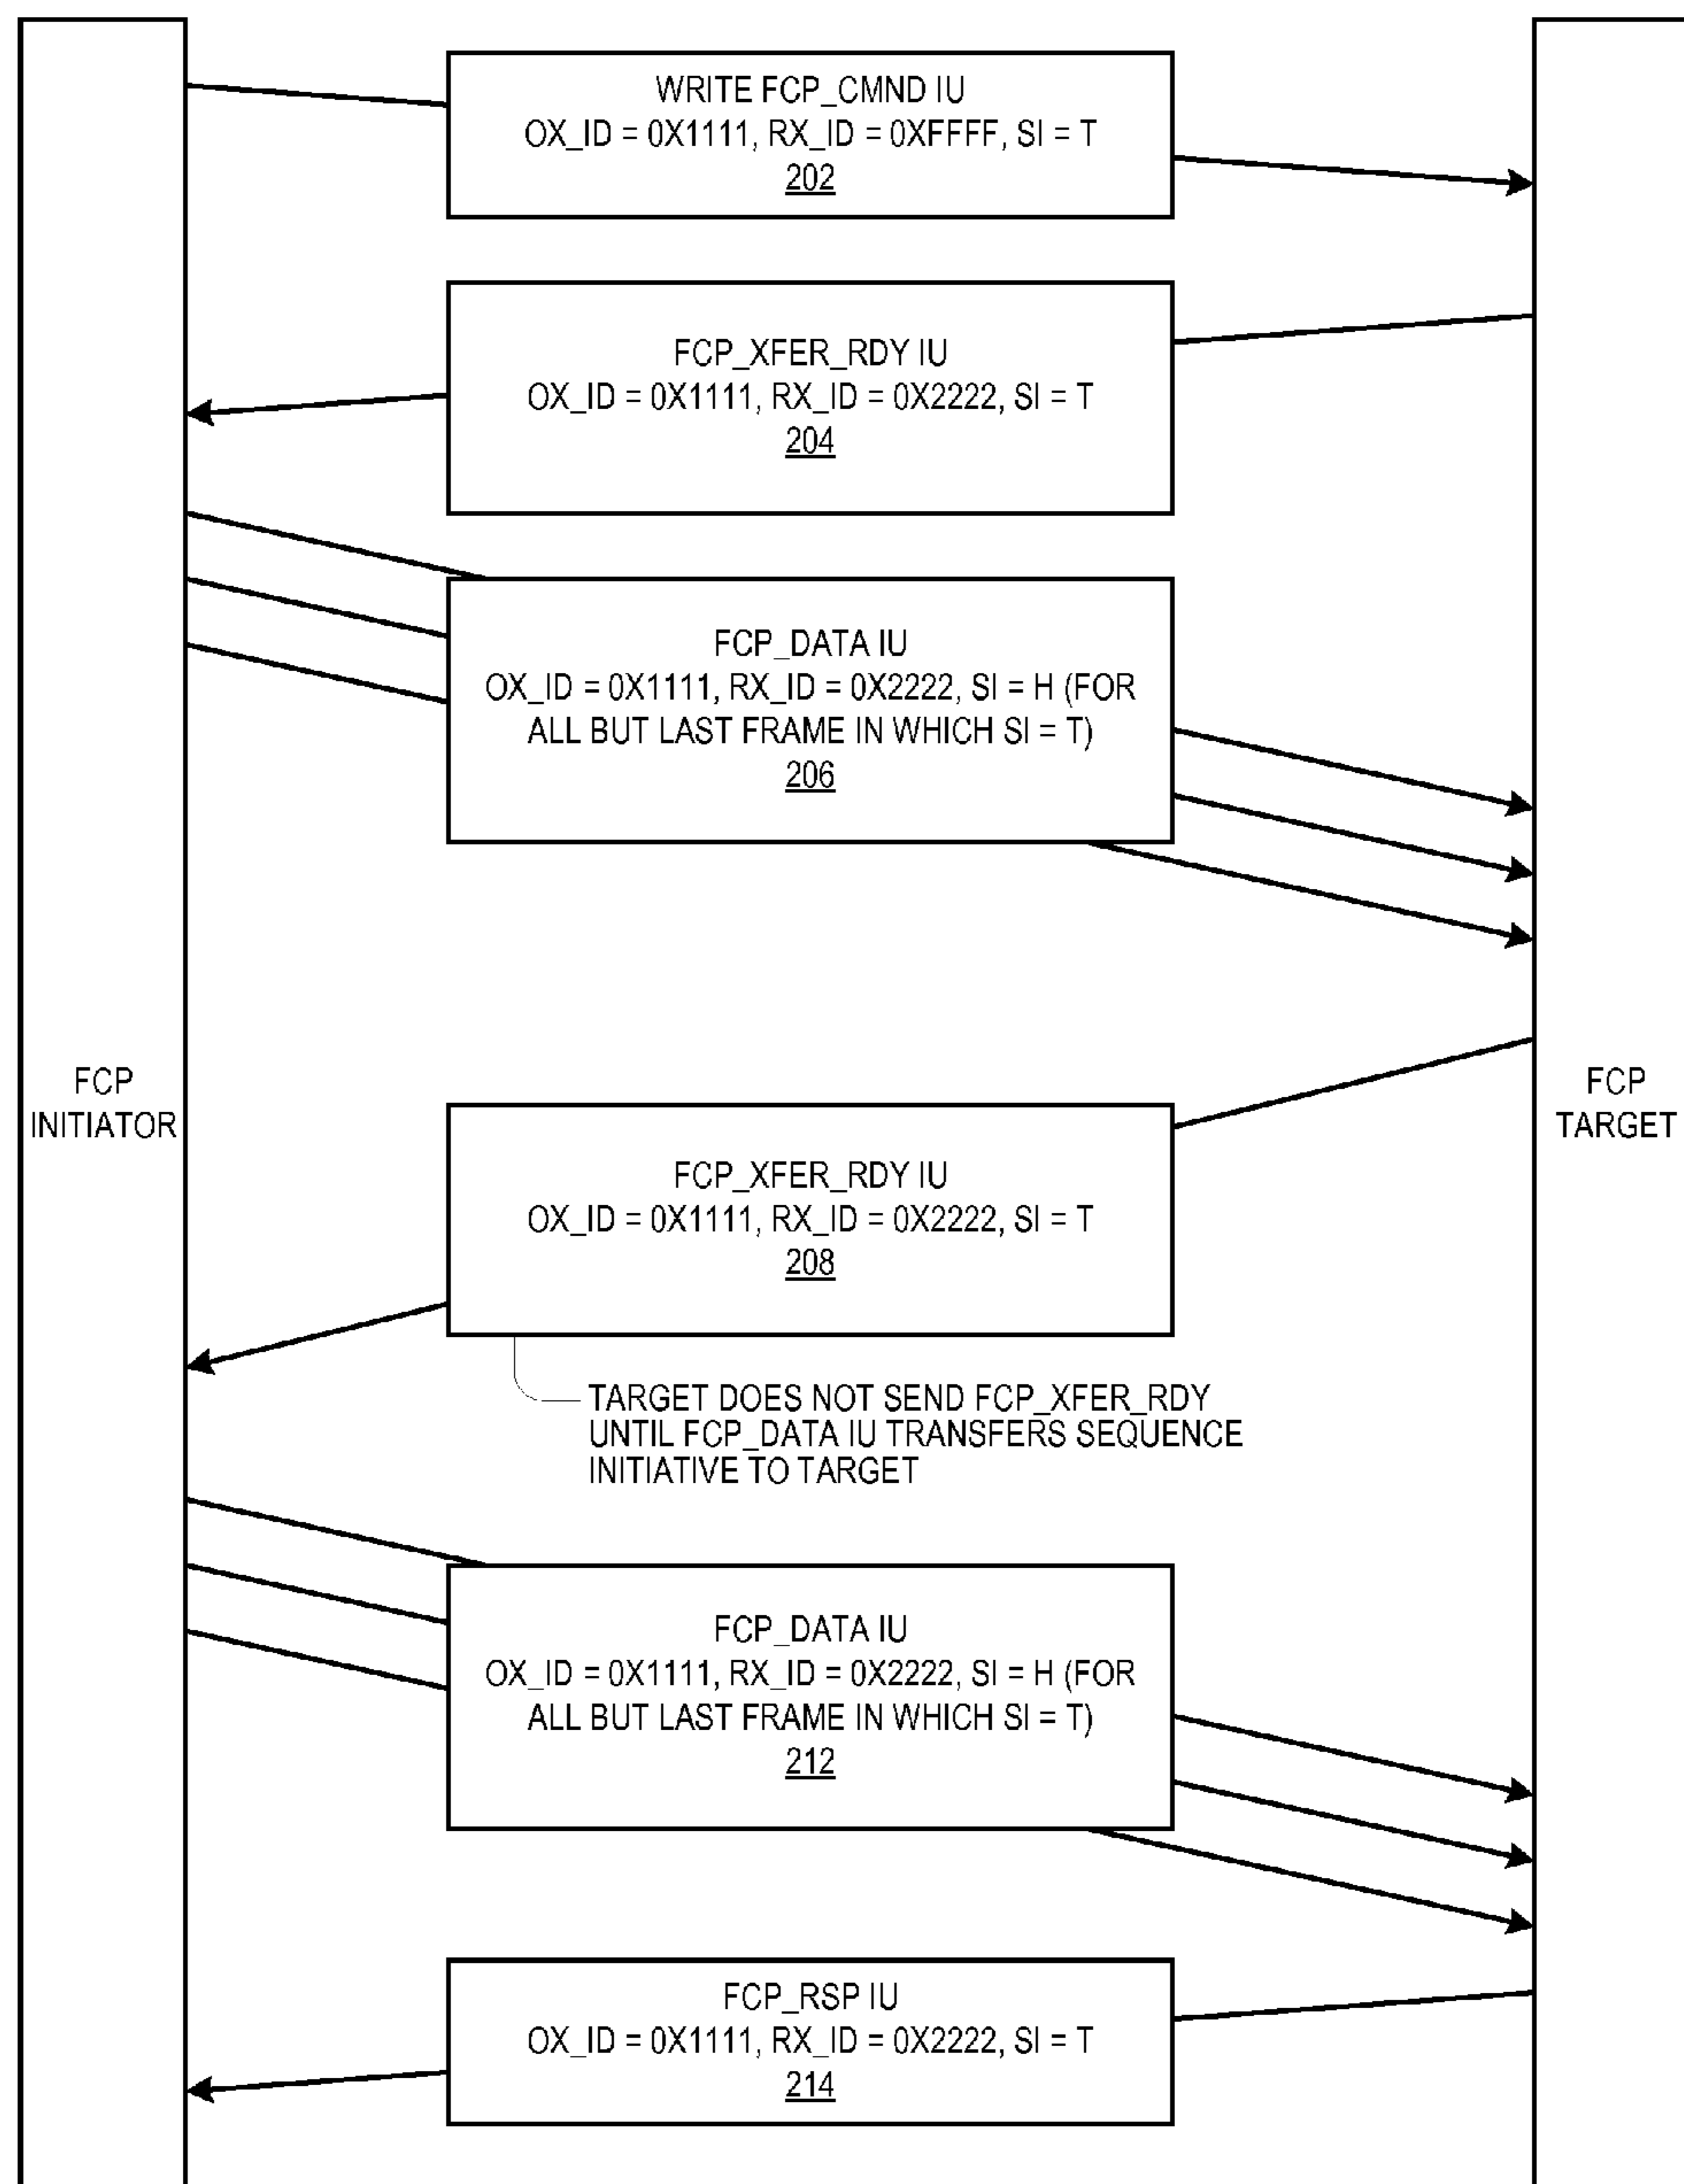 WRITE FCP_CMND IU
OX_ID = 0X1111, RX_ID = 0XFFFF, SI = T
202
FCP_XFER_RDY IU
OX_ID = 0X1111, RX_ID = 0X2222, SI = T
204
FCP_DATA IU
OX_ID = 0X1111, RX_ID = 0X2222, SI = H (FOR
ALL BUT LAST FRAME IN WHICH SI = T)
206
FCP
INITIATOR
FCP
TARGET
FCP_XFER_RDY IU
OX_ID = 0X1111, RX_ID = 0X2222, SI = T
208
TARGET DOES NOT SEND FCP_XFER_RDY
UNTIL FCP_DATA IU TRANSFERS SEQUENCE
INITIATIVE TO TARGET
FCP_DATA IU
OX_ID = 0X1111, RX_ID = 0X2222, SI = H (FOR
ALL BUT LAST FRAME IN WHICH SI = T)
212
FCP_RSP IU
OX_ID = 0X1111, RX_ID = 0X2222, SI = T
214